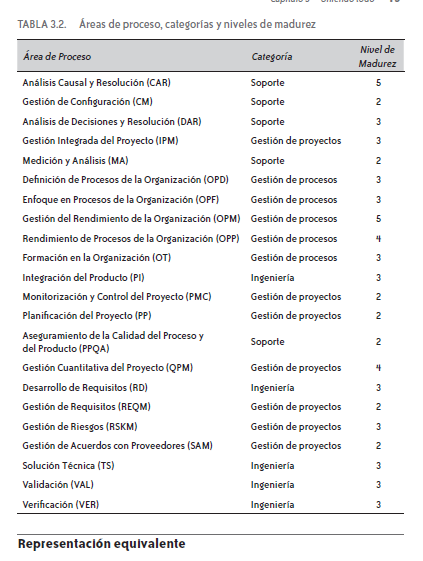 TABLA 3.2. Áreas de proceso, categorías y niveles de madurez
Área de Proceso Categoría Nivel de Madurez
Análisis Causal y Resolución (CAR) Soporte 5
Gestión de Configuración (CM) Soporte 2
Análisis de Decisiones y Resolución (DAR) Soporte 3
Gestión Integrada del Proyecto (IPM) Gestión de proyectos 3
Medición y Análisis (MA) Soporte 2
Definición de Procesos de la Organización (OPD) Gestión de procesos 3
Enfoque en Procesos de la Organización (OPF) Gestión de procesos 3
Gestión del Rendimiento de la Organización (OPM) Gestión de procesos 5
Rendimiento de Procesos de la Organización (OPP) Gestión de procesos 4
Formación en la Organización (OT) Gestión de procesos 3
Integración del Producto (PI) Ingeniería 3
Monitorización y Control del Proyecto (PMC) Gestión de proyectos 2
Planificación del Proyecto (PP) Gestión de proyectos 2
Aseguramiento de la Calidad del Proceso y
del Producto (PPQA) Soporte 2
Gestión Cuantitativa del Proyecto (QPM) Gestión de proyectos 4
Desarrollo de Requisitos (RD) Ingeniería 3
Gestión de Requisitos (REQM) Gestión de proyectos 2
Gestión de Riesgos (RSKM) Gestión de proyectos 3
Gestión de Acuerdos con Proveedores (SAM) Gestión de proyectos 2
Solución Técnica (TS) Ingeniería 3
Validación (VAL) Ingeniería 3
Verificación (VER) Ingeniería 3
Representación equivalente